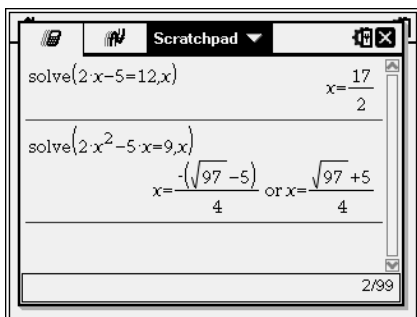 Scratchpad
solve(2·x−5=12,x)
x=17/2
solve(2·x²−5·x=9,x)
x=-(√97 −5)/4 or x=√97 +5/4
2/99